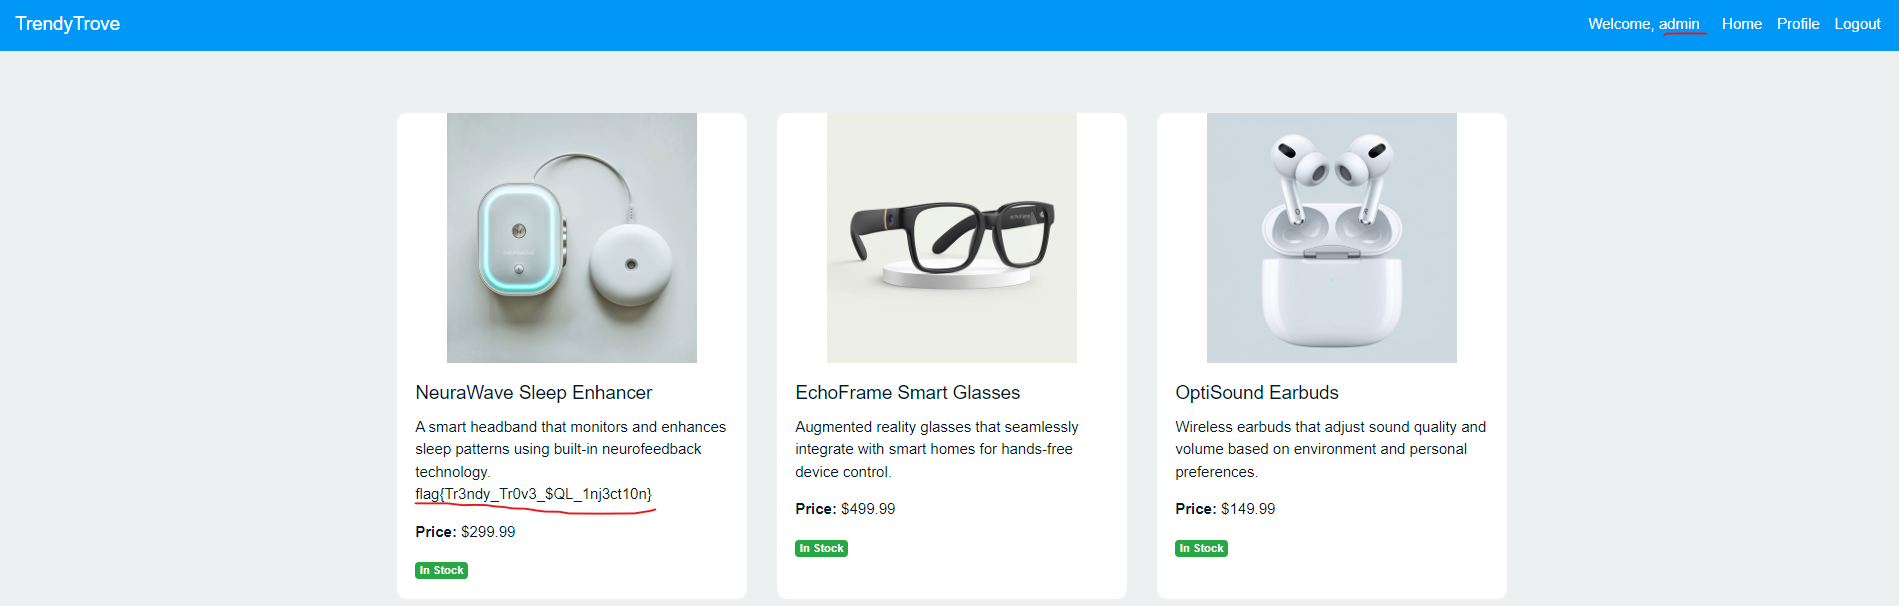 TrendyTrove
Welcome, admin Home Profile Logout
NeuraWave Sleep Enhancer
A smart headband that monitors and enhances
sleep patterns using built-in neurofeedback
technology.
flag{Tr3ndy_Tr0v3_$QL_1nj3ct10n}
Price: $299.99
In Stock
EchoFrame Smart Glasses
Augmented reality glasses that seamlessly
integrate with smart homes for hands-free
device control.
Price: $499.99
In Stock
OptiSound Earbuds
Wireless earbuds that adjust sound quality and
volume based on environment and personal
preferences.
Price: $149.99
In Stock